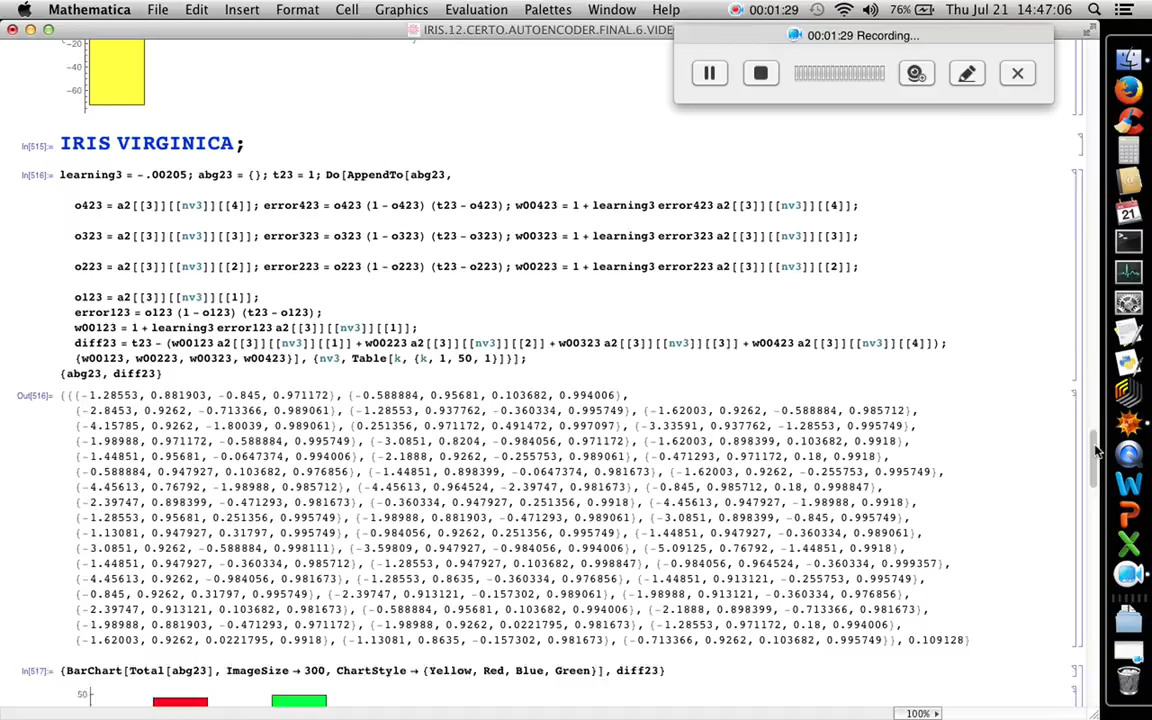 Mathematica File Edit Insert Format Cell Graphics Evaluation Palettes Window Help 00:01:29 76% Thu Jul 21 14:47:06
IRIS.12.CERTO.AUTOENCODER.FINAL.6.VIDE
00:01:29 Recording...
-20
-40
-60
In[515]:= IRIS VIRGINICA;
In[516]:= learning3 = -.00205; abg23 = {}; t23 = 1; Do[AppendTo[abg23,
o423 = a2[[3]][[nv3]][[4]]; error423 = o423 (1 - o423) (t23 - o423); w00423 = 1 + learning3 error423 a2[[3]][[nv3]][[4]];
o323 = a2[[3]][[nv3]][[3]]; error323 = o323 (1 - o323) (t23 - o323); w00323 = 1 + learning3 error323 a2[[3]][[nv3]][[3]];
o223 = a2[[3]][[nv3]][[2]]; error223 = o223 (1 - o223) (t23 - o223); w00223 = 1 + learning3 error223 a2[[3]][[nv3]][[2]];
o123 = a2[[3]][[nv3]][[1]];
error123 = o123 (1 - o123) (t23 - o123);
w00123 = 1 + learning3 error123 a2[[3]][[nv3]][[1]];
diff23 = t23 - (w00123 a2[[3]][[nv3]][[1]] + w00223 a2[[3]][[nv3]][[2]] + w00323 a2[[3]][[nv3]][[3]] + w00423 a2[[3]][[nv3]][[4]]);
{w00123, w00223, w00323, w00423}], {nv3, Table[k, {k, 1, 50, 1}]}];
{abg23, diff23}
Out[516]= {{{-1.28553, 0.881903, -0.845, 0.971172}, {-0.588884, 0.95681, 0.103682, 0.994006},
{-2.8453, 0.9262, -0.713366, 0.989061}, {-1.28553, 0.937762, -0.360334, 0.995749}, {-1.62003, 0.9262, -0.588884, 0.985712},
{-4.15785, 0.9262, -1.80039, 0.989061}, {0.251356, 0.971172, 0.491472, 0.997097}, {-3.33591, 0.937762, -1.28553, 0.995749},
{-1.98988, 0.971172, -0.588884, 0.995749}, {-3.0851, 0.8204, -0.984056, 0.971172}, {-1.62003, 0.898399, 0.103682, 0.9918},
{-1.44851, 0.95681, -0.0647374, 0.994006}, {-2.1888, 0.9262, -0.255753, 0.989061}, {-0.471293, 0.971172, 0.18, 0.9918},
{-0.588884, 0.947927, 0.103682, 0.976856}, {-1.44851, 0.898399, -0.0647374, 0.981673}, {-1.62003, 0.9262, -0.255753, 0.995749},
{-4.45613, 0.76792, -1.98988, 0.985712}, {-4.45613, 0.964524, -2.39747, 0.981673}, {-0.845, 0.985712, 0.18, 0.998847},
{-2.39747, 0.898399, -0.471293, 0.981673}, {-0.360334, 0.947927, 0.251356, 0.9918}, {-4.45613, 0.947927, -1.98988, 0.9918},
{-1.28553, 0.95681, 0.251356, 0.995749}, {-1.98988, 0.881903, -0.471293, 0.989061}, {-3.0851, 0.898399, -0.845, 0.995749},
{-1.13081, 0.947927, 0.31797, 0.995749}, {-0.984056, 0.9262, 0.251356, 0.995749}, {-1.44851, 0.947927, -0.360334, 0.989061},
{-3.0851, 0.9262, -0.588884, 0.998111}, {-3.59809, 0.947927, -0.984056, 0.994006}, {-5.09125, 0.76792, -1.44851, 0.9918},
{-1.44851, 0.947927, -0.360334, 0.985712}, {-1.28553, 0.947927, 0.103682, 0.998847}, {-0.984056, 0.964524, -0.360334, 0.999357},
{-4.45613, 0.9262, -0.984056, 0.981673}, {-1.28553, 0.8635, -0.360334, 0.976856}, {-1.44851, 0.913121, -0.255753, 0.995749},
{-0.845, 0.9262, 0.31797, 0.995749}, {-2.39747, 0.947927, -0.157302, 0.989061}, {-1.98988, 0.913121, -0.360334, 0.976856},
{-2.39747, 0.913121, 0.103682, 0.981673}, {-0.588884, 0.95681, 0.103682, 0.994006}, {-2.1888, 0.898399, -0.713366, 0.989061},
{-1.98988, 0.881903, -0.471293, 0.971172}, {-1.98988, 0.9262, 0.0221795, 0.981673}, {-1.28553, 0.971172, 0.18, 0.994006},
{-1.62003, 0.9262, 0.0221795, 0.9918}, {-1.13081, 0.8635, -0.157302, 0.981673}, {-0.713366, 0.9262, 0.103682, 0.995749}}, 0.109128}
In[517]:= {BarChart[Total[abg23], ImageSize → 300, ChartStyle → {Yellow, Red, Blue, Green}], diff23}
50
100%